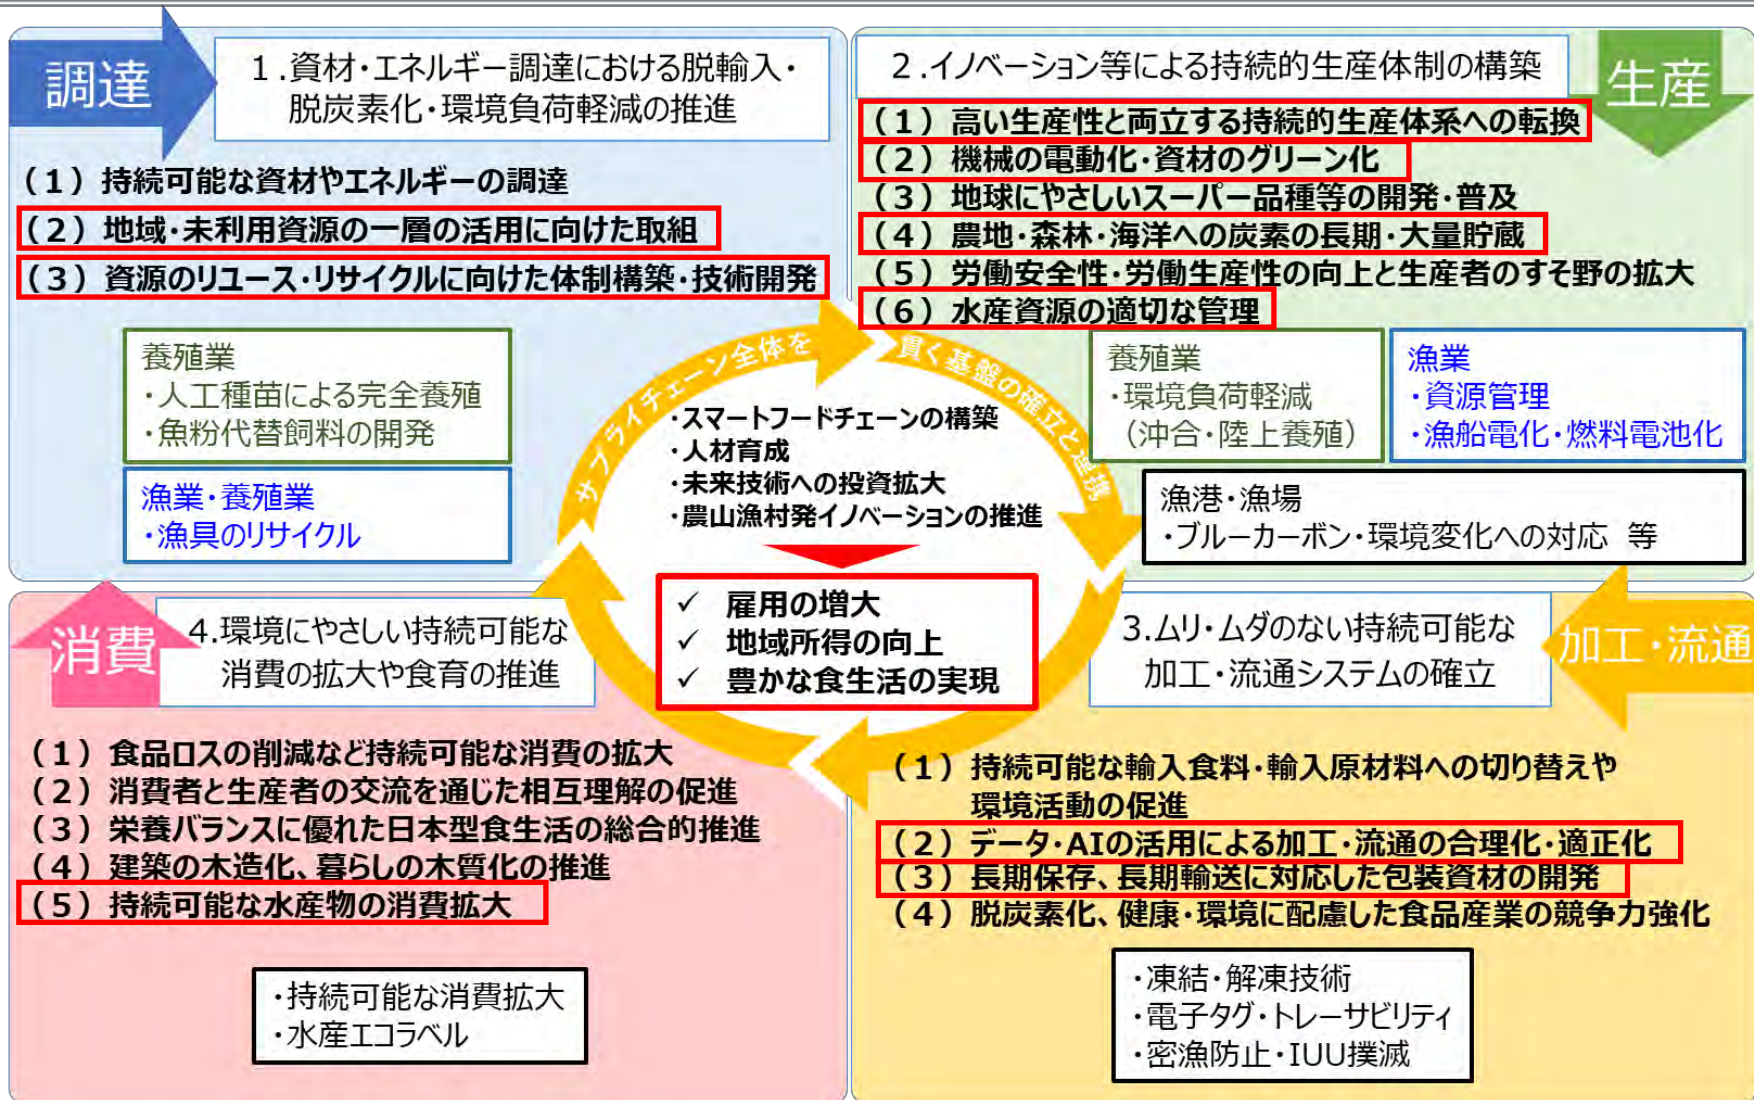 調達
1.資材・エネルギー調達における脱輸入・
脱炭素化・環境負荷軽減の推進
(1)持続可能な資材やエネルギーの調達
(2)地域・未利用資源の一層の活用に向けた取組
(3)資源のリユース・リサイクルに向けた体制構築・技術開発
養殖業
・人工種苗による完全養殖
・魚粉代替飼料の開発
漁業・養殖業
・漁具のリサイクル
2.イノベーション等による持続的生産体制の構築
生産
(1)高い生産性と両立する持続的生産体系への転換
(2)機械の電動化・資材のグリーン化
(3)地球にやさしいスーパー品種等の開発・普及
(4)農地・森林・海洋への炭素の長期・大量貯蔵
(5)労働安全性・労働生産性の向上と生産者のすそ野の拡大
(6)水産資源の適切な管理
養殖業
・環境負荷軽減
(沖合・陸上養殖)
漁業
・資源管理
・漁船電化・燃料電池化
漁港・漁場
・ブルーカーボン・環境変化への対応 等
サプライチェーン全体を貫く基盤の確立と連携
・スマートフードチェーンの構築
・人材育成
・未来技術への投資拡大
・農山漁村発イノベーションの推進
✓ 雇用の増大
✓ 地域所得の向上
✓ 豊かな食生活の実現
3.ムリ・ムダのない持続可能な
加工・流通システムの確立
加工・流通
(1)持続可能な輸入食料・輸入原材料への切り替えや
環境活動の促進
(2)データ・AIの活用による加工・流通の合理化・適正化
(3)長期保存、長期輸送に対応した包装資材の開発
(4)脱炭素化、健康・環境に配慮した食品産業の競争力強化
・凍結・解凍技術
・電子タグ・トレーサビリティ
・密漁防止・IUU撲滅
消費
4.環境にやさしい持続可能な
消費の拡大や食育の推進
(1)食品ロスの削減など持続可能な消費の拡大
(2)消費者と生産者の交流を通じた相互理解の促進
(3)栄養バランスに優れた日本型食生活の総合的推進
(4)建築の木造化、暮らしの木質化の推進
(5)持続可能な水産物の消費拡大
・持続可能な消費拡大
・水産エコラベル